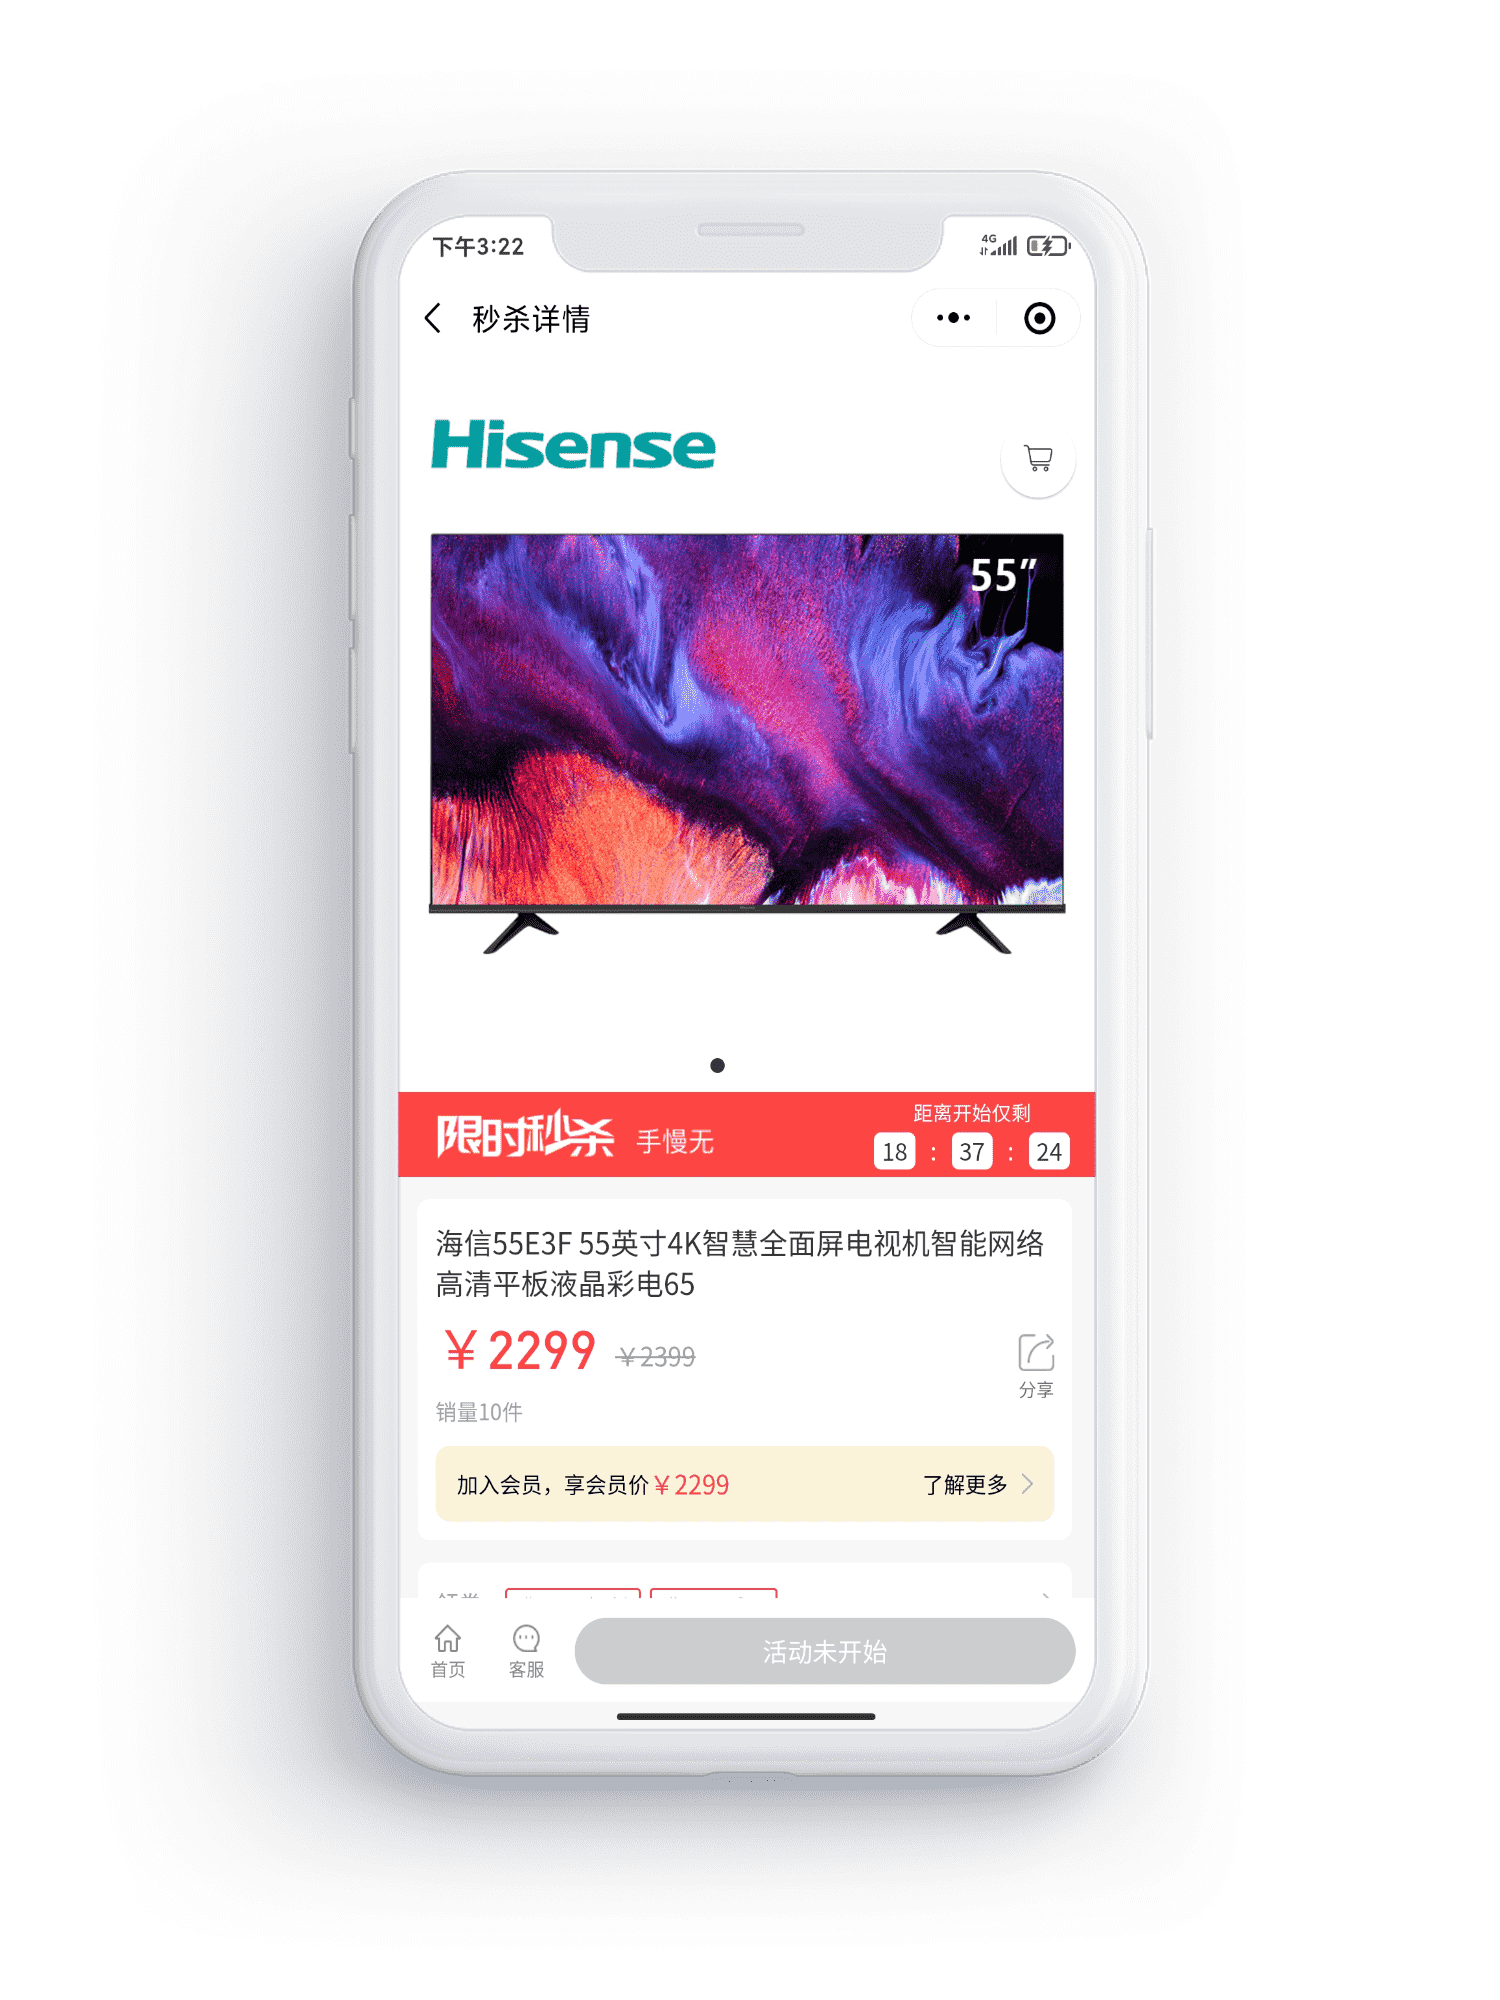 下午3:22
4G
秒杀详情
Hisense
55″
限时秒杀 手慢无
距离开始仅剩
18 : 37 : 24
海信55E3F 55英寸4K智慧全面屏电视机智能网络
高清平板液晶彩电65
￥2299 ￥2399
分享
销量10件
加入会员，享会员价￥2299 了解更多
首页
客服
活动未开始